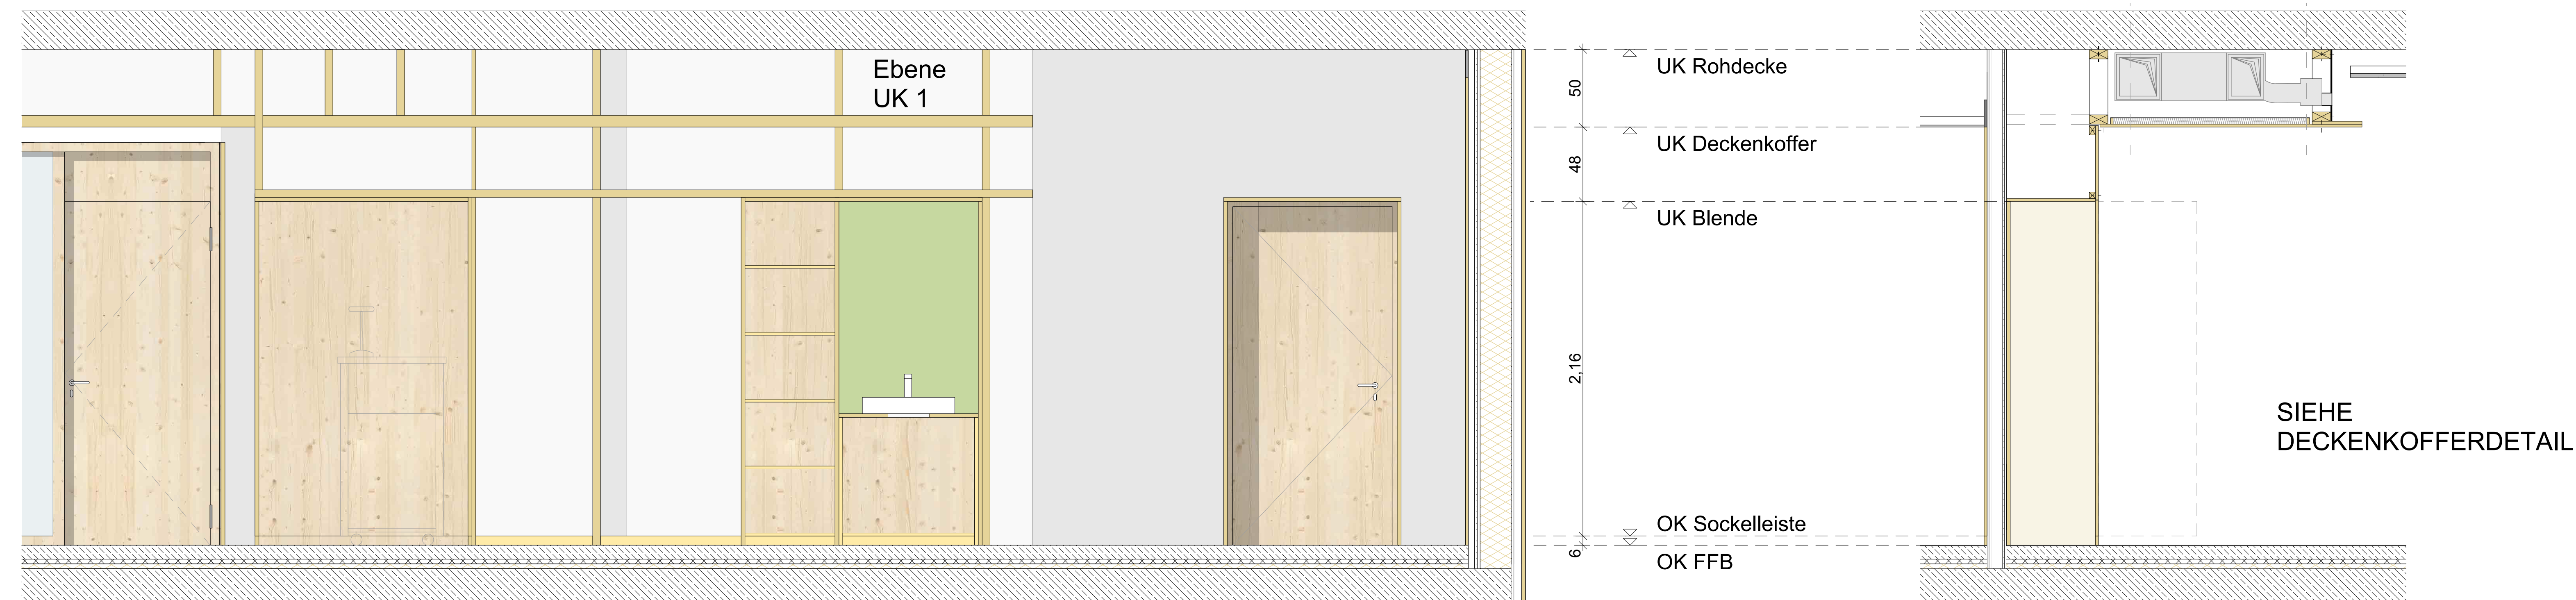 Ebene
UK 1
50
UK Rohdecke
48
UK Deckenkoffer
2,16
UK Blende
OK Sockelleiste
6
OK FFB
SIEHE
DECKENKOFFERDETAIL